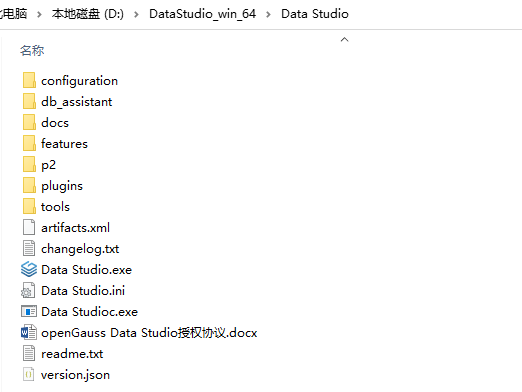 电脑 > 本地磁盘 (D:) > DataStudio_win_64 > Data Studio
名称
configuration
db_assistant
docs
features
p2
plugins
tools
artifacts.xml
changelog.txt
Data Studio.exe
Data Studio.ini
Data Studioc.exe
openGauss Data Studio授权协议.docx
readme.txt
version.json